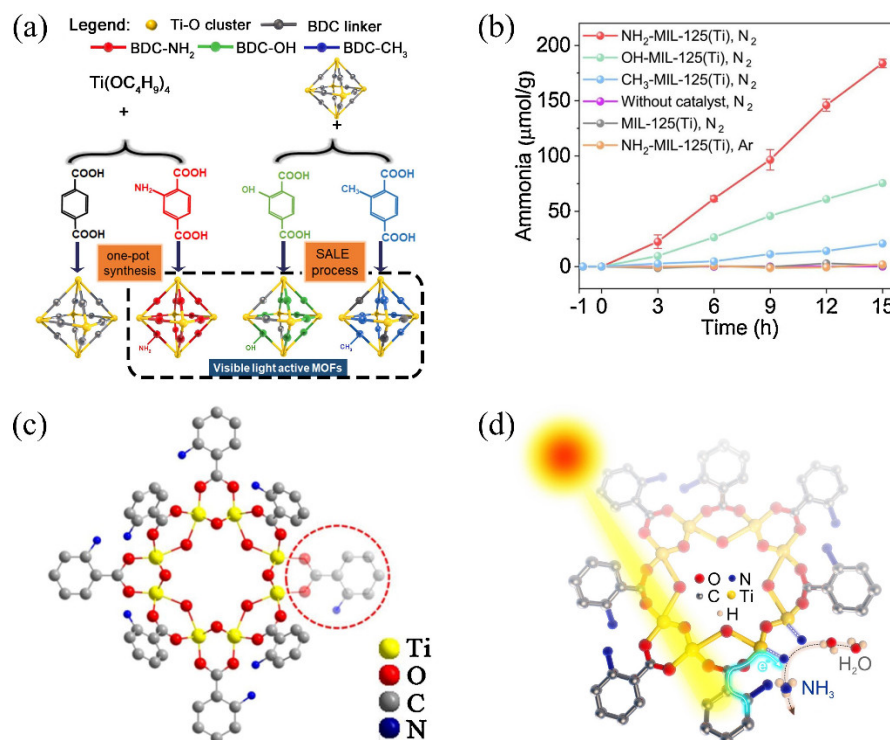 (a)
Legend: Ti-O cluster BDC linker
BDC-NH₂ BDC-OH BDC-CH₃
Ti(OC₄H₉)₄
+
+
COOH
COOH
NH₂
COOH
COOH
OH
COOH
COOH
CH₃
COOH
COOH
one-pot
synthesis
SALE
process
NH₂
OH
CH₃
Visible light active MOFs
(b)
Ammonia (μmol/g)
200
150
100
50
0
NH₂-MIL-125(Ti), N₂
OH-MIL-125(Ti), N₂
CH₃-MIL-125(Ti), N₂
Without catalyst, N₂
MIL-125(Ti), N₂
NH₂-MIL-125(Ti), Ar
-1 0 3 6 9 12 15
Time (h)
(c)
Ti
O
C
N
(d)
O N
C Ti
H
e⁻
H₂O
NH₃